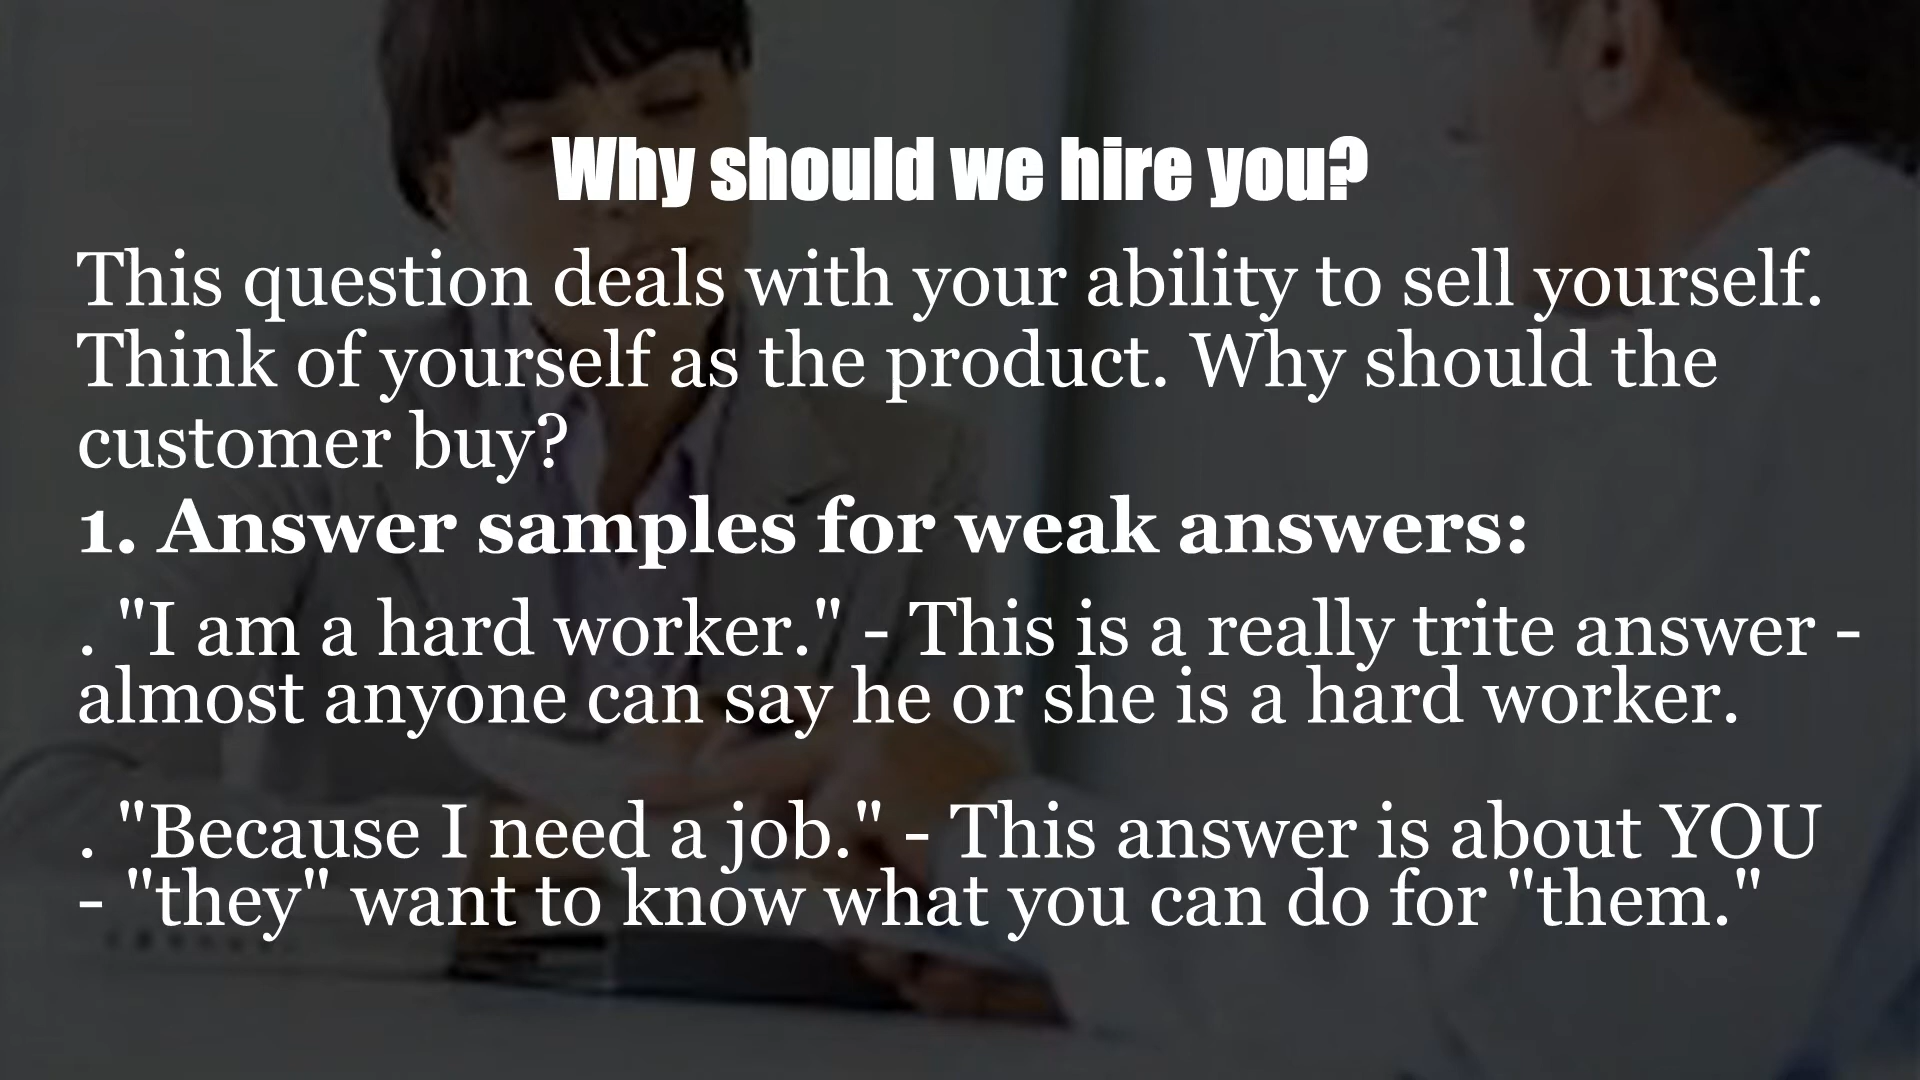 Why should we hire you?
This question deals with your ability to sell yourself.
Think of yourself as the product. Why should the
customer buy?
1. Answer samples for weak answers:
. "I am a hard worker." - This is a really trite answer -
almost anyone can say he or she is a hard worker.
. "Because I need a job." - This answer is about YOU
- "they" want to know what you can do for "them."